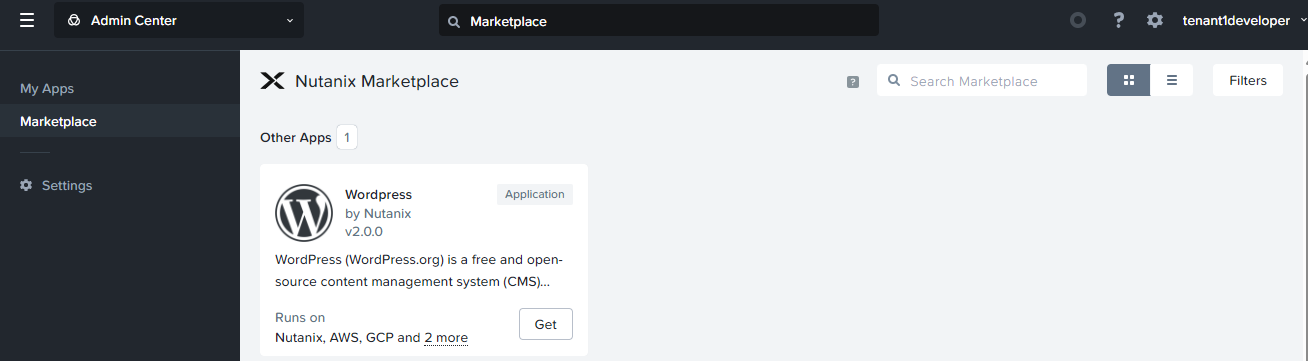 Admin Center
Marketplace
?
tenant1developer
My Apps
Marketplace
Settings
Nutanix Marketplace
?
Search Marketplace
Filters
Other Apps 1
Wordpress
Application
by Nutanix
v2.0.0
WordPress (WordPress.org) is a free and open-
source content management system (CMS)...
Runs on
Nutanix, AWS, GCP and 2 more
Get